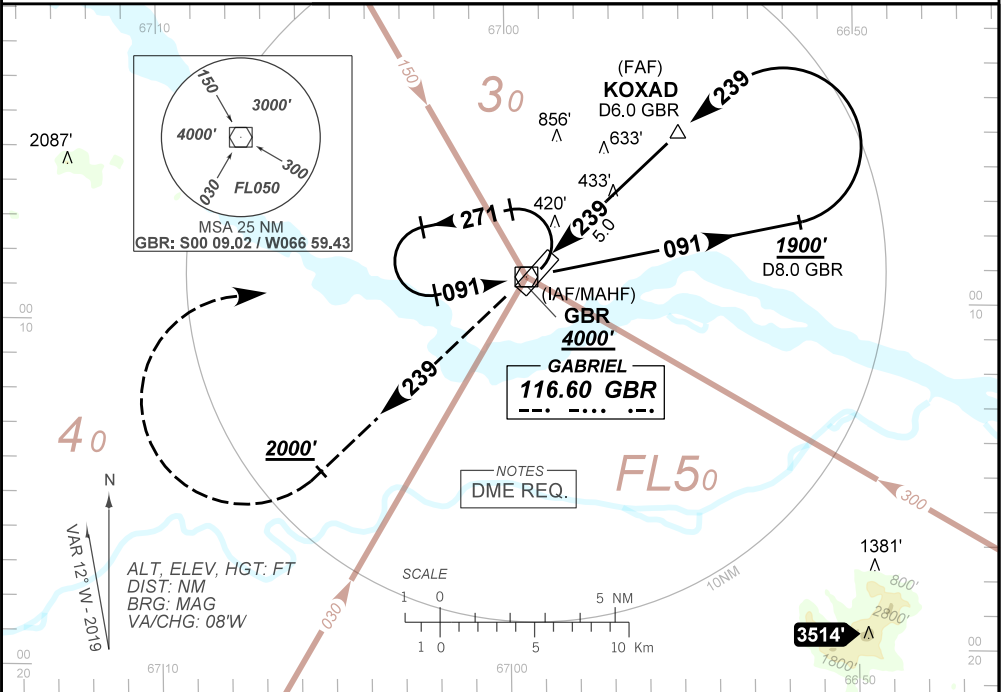 67 10
67 00
66 50
150
3000'
4000'
300
030
FL050
MSA 25 NM
GBR: S00 09.02 / W066 59.43
2087'
150
30
(FAF)
KOXAD
D6.0 GBR
239
856'
633'
433'
420'
239
5.0
271
091
091
1900'
D8.0 GBR
(IAF/MAHF)
GBR
4000'
GABRIEL
116.60 GBR
00
10
00
10
239
40
2000'
NOTES
DME REQ.
FL50
300
N
VAR 12° W - 2019
ALT, ELEV, HGT: FT
DIST: NM
BRG: MAG
VA/CHG: 08'W
SCALE
1 0 5 NM
1 0 5 10 Km
10NM
030
1381'
800'
2800'
3514'
1800'
00
20
00
20
67 10
67 00
66 50